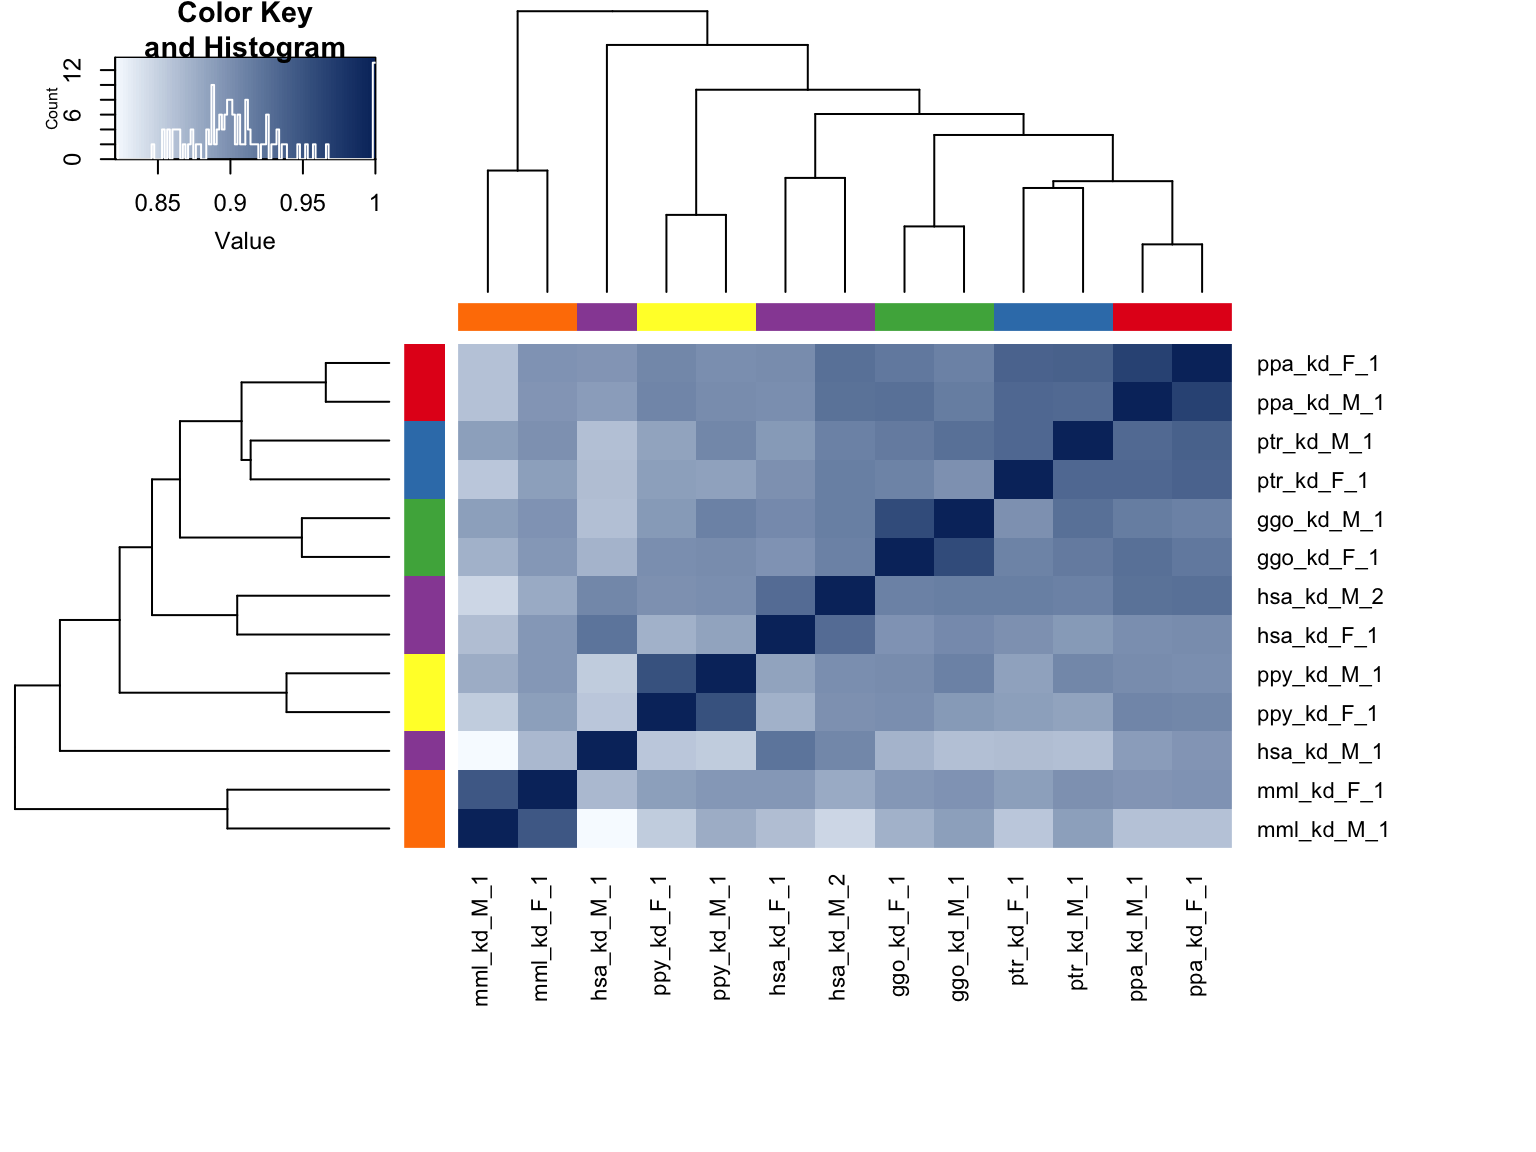 Color Key
and Histogram
Count
0
6
12
0.85
0.9
0.95
1
Value
ppa_kd_F_1
ppa_kd_M_1
ptr_kd_M_1
ptr_kd_F_1
ggo_kd_M_1
ggo_kd_F_1
hsa_kd_M_2
hsa_kd_F_1
ppy_kd_M_1
ppy_kd_F_1
hsa_kd_M_1
mml_kd_F_1
mml_kd_M_1
mml_kd_M_1
mml_kd_F_1
hsa_kd_M_1
ppy_kd_F_1
ppy_kd_M_1
hsa_kd_F_1
hsa_kd_M_2
ggo_kd_F_1
ggo_kd_M_1
ptr_kd_F_1
ptr_kd_M_1
ppa_kd_M_1
ppa_kd_F_1